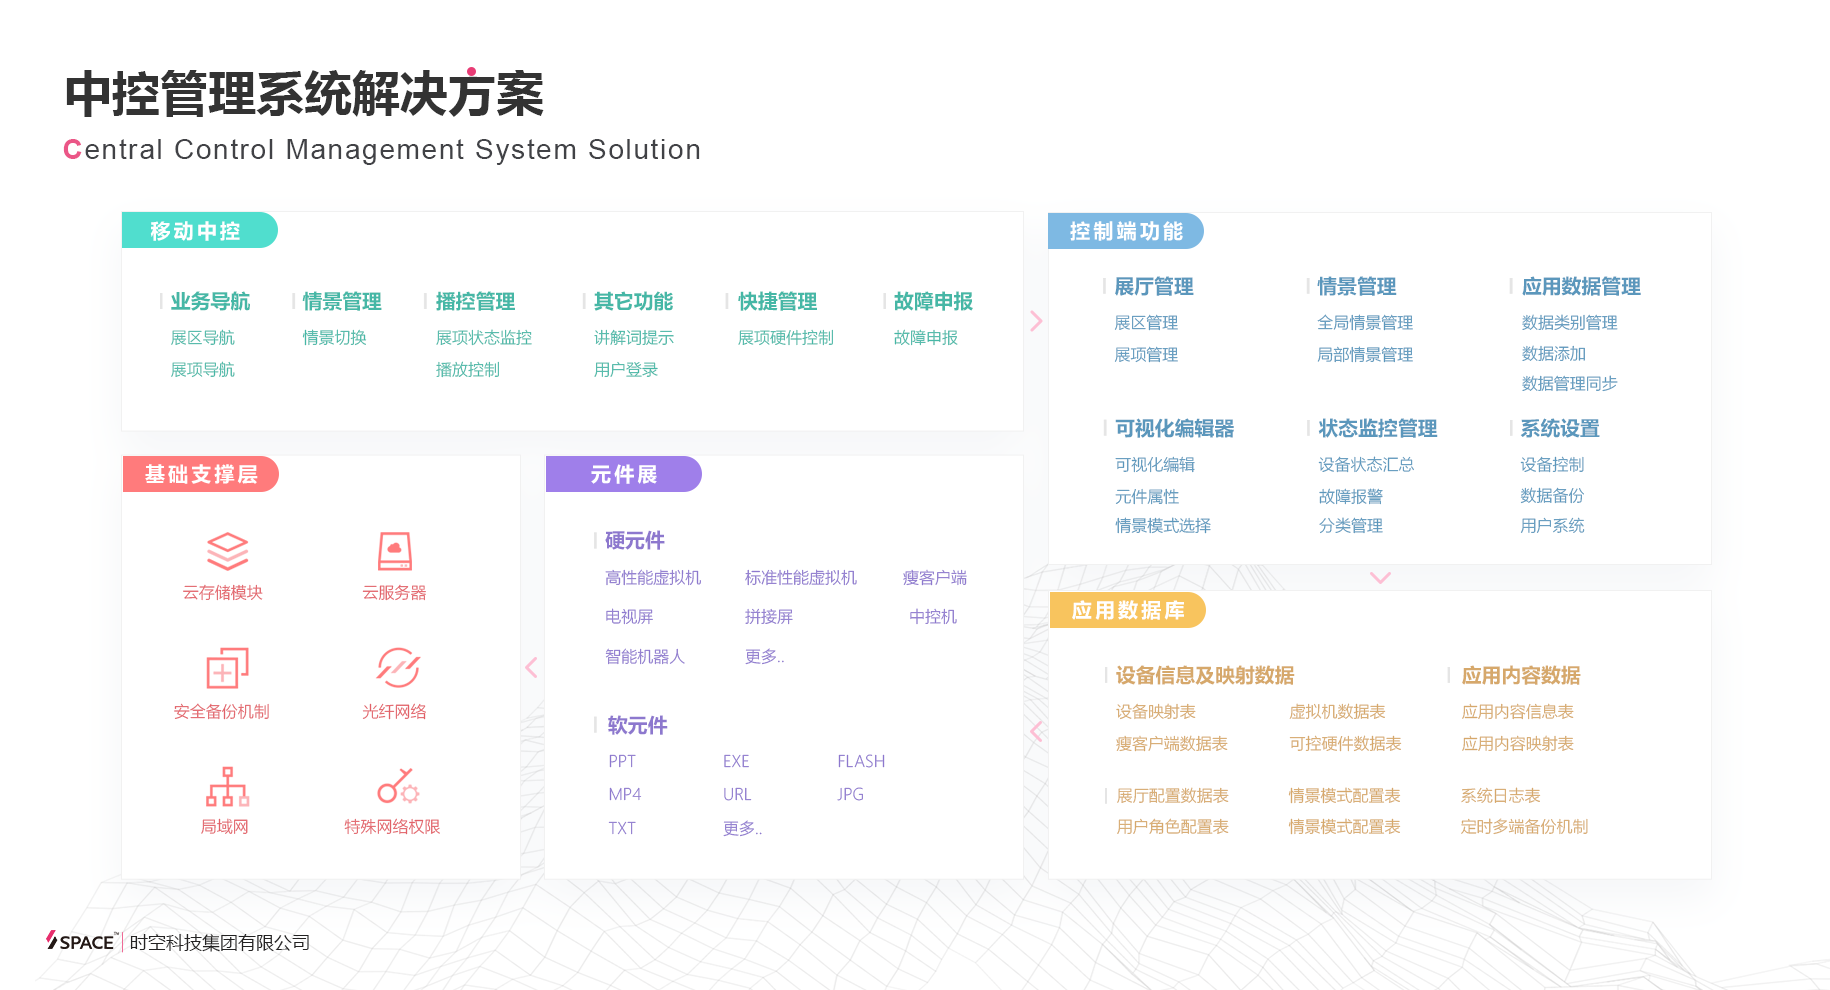 中控管理系统解决方案
Central Control Management System Solution
移动中控
业务导航 情景管理 播控管理 其它功能 快捷管理 故障申报
展区导航 情景切换 展项状态监控 讲解词提示 展项硬件控制 故障申报
展项导航 播放控制 用户登录
控制端功能
展厅管理 情景管理 应用数据管理
展区管理 全局情景管理 数据类别管理
展项管理 局部情景管理 数据添加
数据管理同步
可视化编辑器 状态监控管理 系统设置
可视化编辑 设备状态汇总 设备控制
元件属性 故障报警 数据备份
情景模式选择 分类管理 用户系统
基础支撑层
云存储模块 云服务器
安全备份机制 光纤网络
局域网 特殊网络权限
元件展
硬元件
高性能虚拟机 标准性能虚拟机 瘦客户端
电视屏 拼接屏 中控机
智能机器人 更多..
软元件
PPT EXE FLASH
MP4 URL JPG
TXT 更多..
应用数据库
设备信息及映射数据 应用内容数据
设备映射表 虚拟机数据表 应用内容信息表
瘦客户端数据表 可控硬件数据表 应用内容映射表
展厅配置数据表 情景模式配置表 系统日志表
用户角色配置表 情景模式配置表 定时多端备份机制
SPACE™ 时空科技集团有限公司